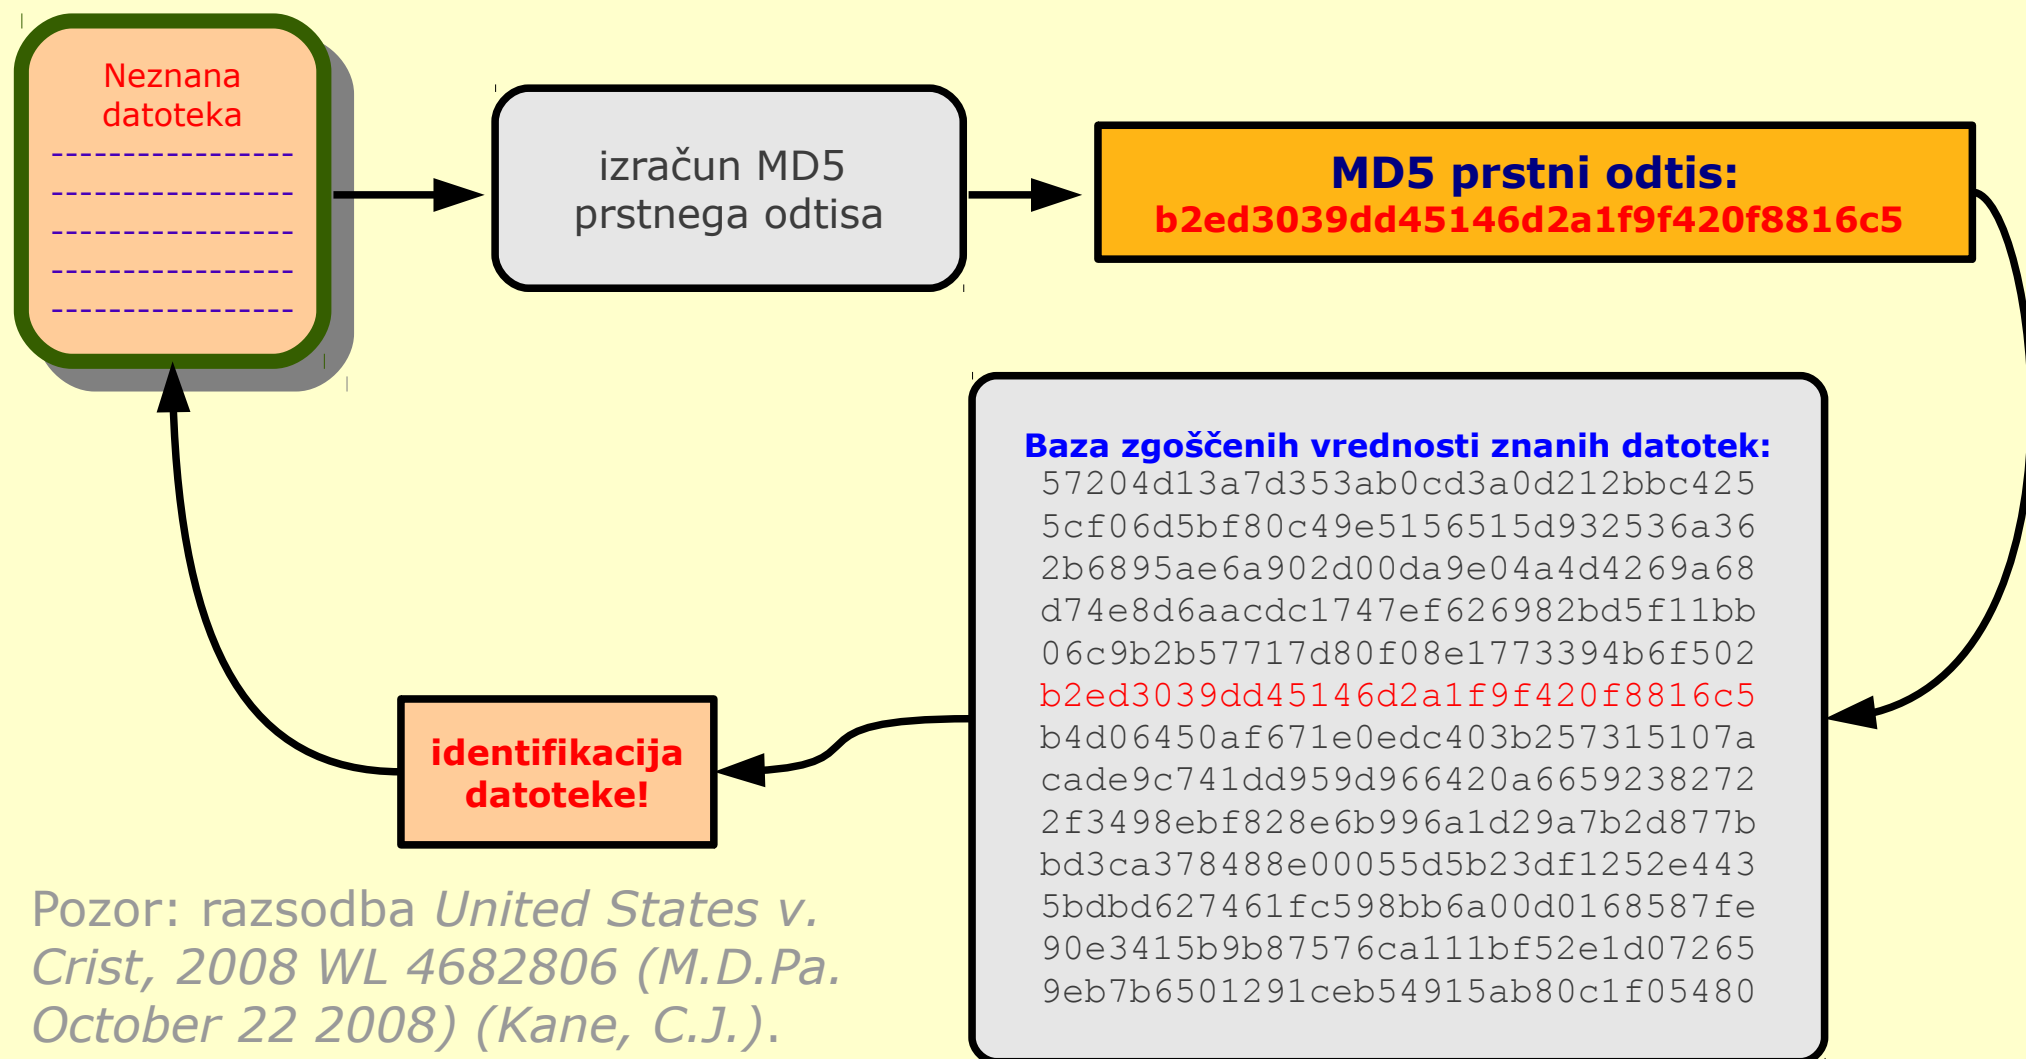 Neznana
datoteka
-----------------
-----------------
-----------------
-----------------
-----------------
izračun MD5
prstnega odtisa
MD5 prstni odtis:
b2ed3039dd45146d2a1f9f420f8816c5
Baza zgoščenih vrednosti znanih datotek:
57204d13a7d353ab0cd3a0d212bbc425
5cf06d5bf80c49e5156515d932536a36
2b6895ae6a902d00da9e04a4d4269a68
d74e8d6aacdc1747ef626982bd5f11bb
06c9b2b57717d80f08e1773394b6f502
b2ed3039dd45146d2a1f9f420f8816c5
b4d06450af671e0edc403b257315107a
cade9c741dd959d966420a6659238272
2f3498ebf828e6b996a1d29a7b2d877b
bd3ca378488e00055d5b23df1252e443
5bdbd627461fc598bb6a00d0168587fe
90e3415b9b87576ca111bf52e1d07265
9eb7b6501291ceb54915ab80c1f05480
identifikacija
datoteke!
Pozor: razsodba United States v.
Crist, 2008 WL 4682806 (M.D.Pa.
October 22 2008) (Kane, C.J.).